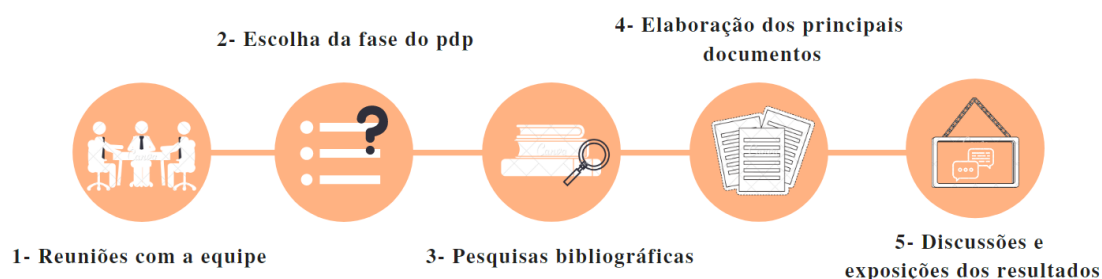 1- Reuniões com a equipe
2- Escolha da fase do pdp
3- Pesquisas bibliográficas
4- Elaboração dos principais
documentos
5- Discussões e
exposições dos resultados